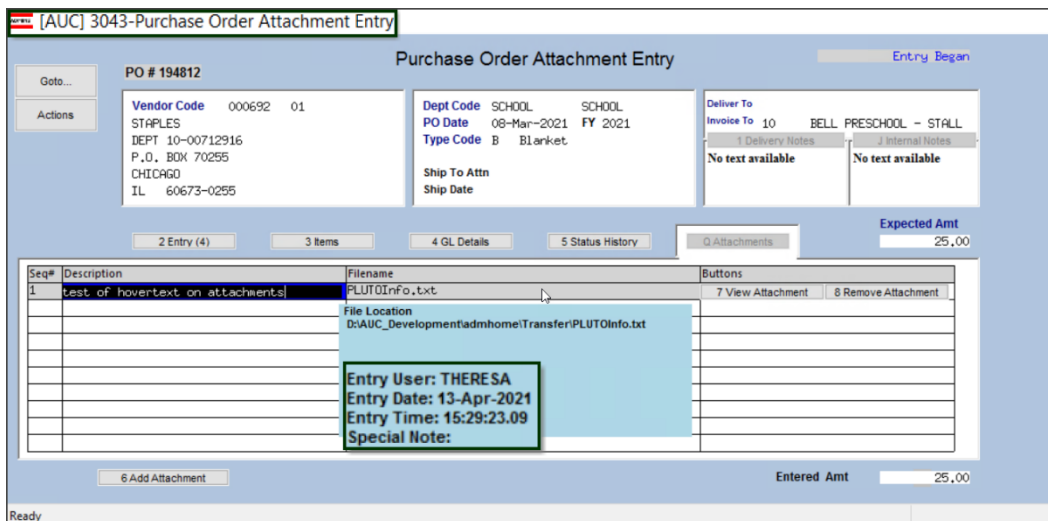 [AUC] 3043-Purchase Order Attachment Entry
Purchase Order Attachment Entry
Entry Began
Goto...
Actions
PO # 194812
Vendor Code 000692 01
STAPLES
DEPT 10-00712916
P.O. BOX 70255
CHICAGO
IL 60673-0255
Dept Code SCHOOL SCHOOL
PO Date 08-Mar-2021 FY 2021
Type Code B Blanket
Ship To Attn
Ship Date
Deliver To
Invoice To 10 BELL PRESCHOOL - STALL
1 Delivery Notes J Internal Notes
No text available No text available
Expected Amt
2 Entry (4) 3 Items 4 GL Details 5 Status History Q Attachments 25.00
Seq# Description Filename Buttons
1 test of hovertext on attachments PLUTOInfo.txt 7 View Attachment 8 Remove Attachment
File Location
D:\AUC_Development\admhome\Transfer\PLUTOInfo.txt
Entry User: THERESA
Entry Date: 13-Apr-2021
Entry Time: 15:29:23.09
Special Note:
6 Add Attachment Entered Amt 25.00
Ready